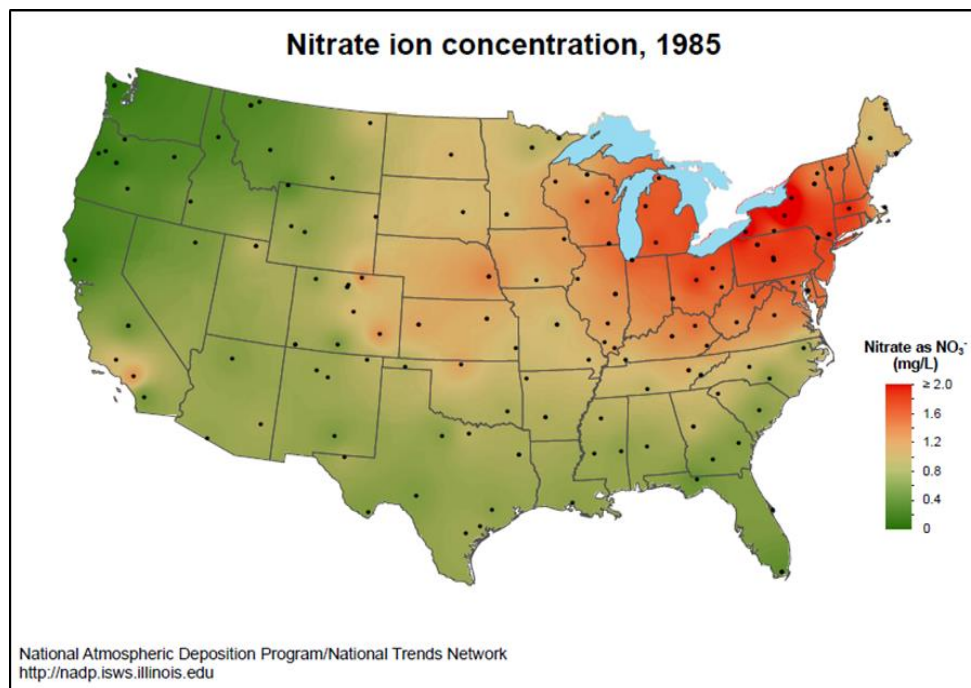 Nitrate ion concentration, 1985
Nitrate as NO₃⁻
(mg/L)
≥ 2.0
1.6
1.2
0.8
0.4
0
National Atmospheric Deposition Program/National Trends Network
http://nadp.isws.illinois.edu